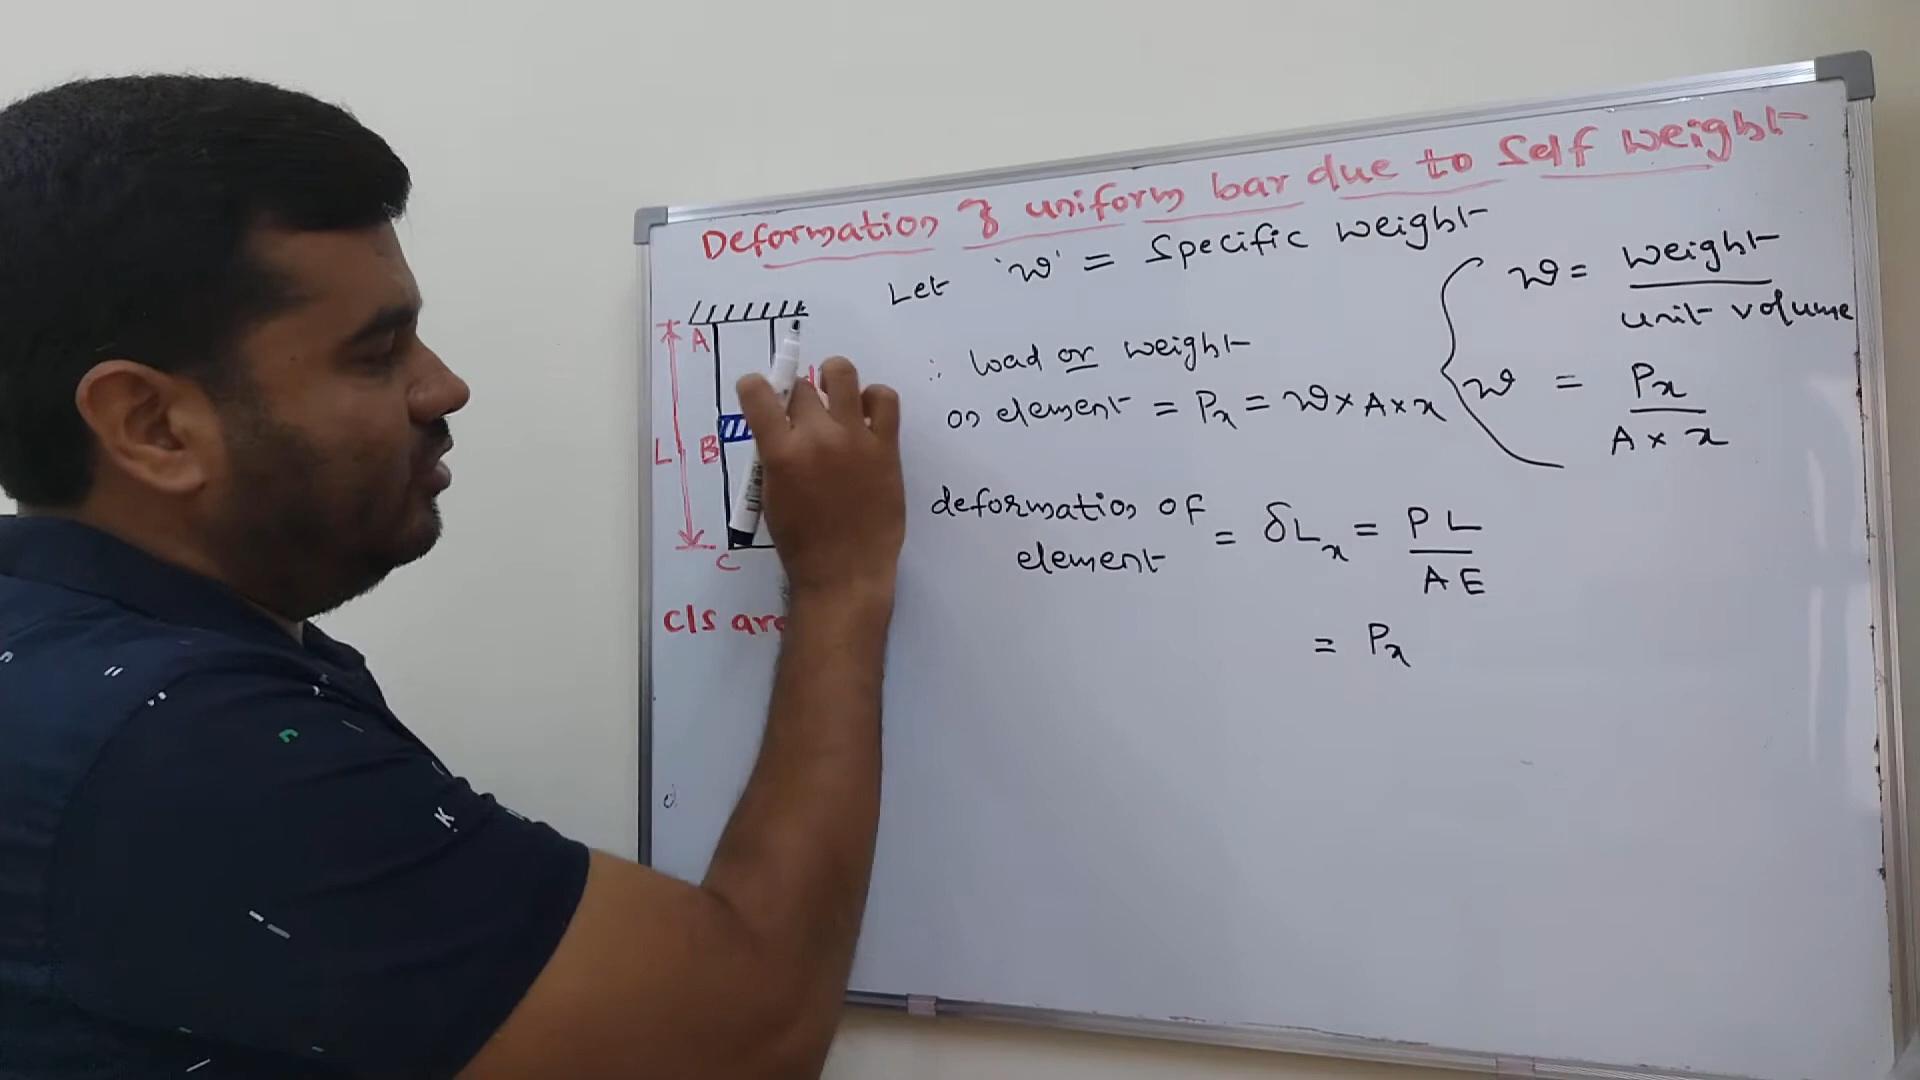 Deformation of uniform bar due to Self weight
Let 'w' = Specific weight
w = weight / unit volume
A
∴ load or weight
on element = Px = w × A × x
w = Px / A × x
L
B
C
deformation of element = δLx = PL / AE
= Px
C/S